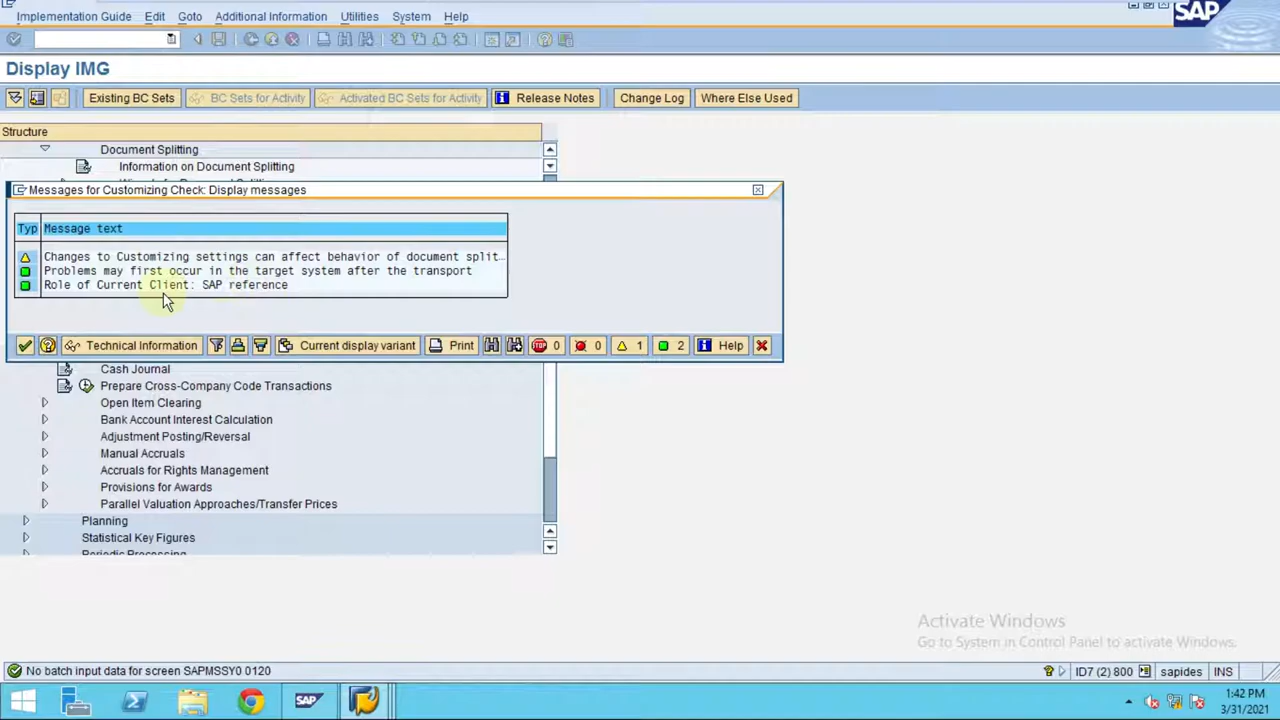 Implementation Guide Edit Goto Additional Information Utilities System Help
SAP
Display IMG
Existing BC Sets BC Sets for Activity Activated BC Sets for Activity Release Notes Change Log Where Else Used
Structure
Document Splitting
Information on Document Splitting
Messages for Customizing Check: Display messages
Typ Message text
Changes to Customizing settings can affect behavior of document split...
Problems may first occur in the target system after the transport
Role of Current Client: SAP reference
Technical Information Current display variant Print STOP 0 0 1 2 Help
Cash Journal
Prepare Cross-Company Code Transactions
Open Item Clearing
Bank Account Interest Calculation
Adjustment Posting/Reversal
Manual Accruals
Accruals for Rights Management
Provisions for Awards
Parallel Valuation Approaches/Transfer Prices
Planning
Statistical Key Figures
Periodic Processing
Activate Windows
Go to System in Control Panel to activate Windows.
No batch input data for screen SAPMSSY0 0120
ID7 (2) 800 sapides INS
SAP
1:42 PM
3/31/2021